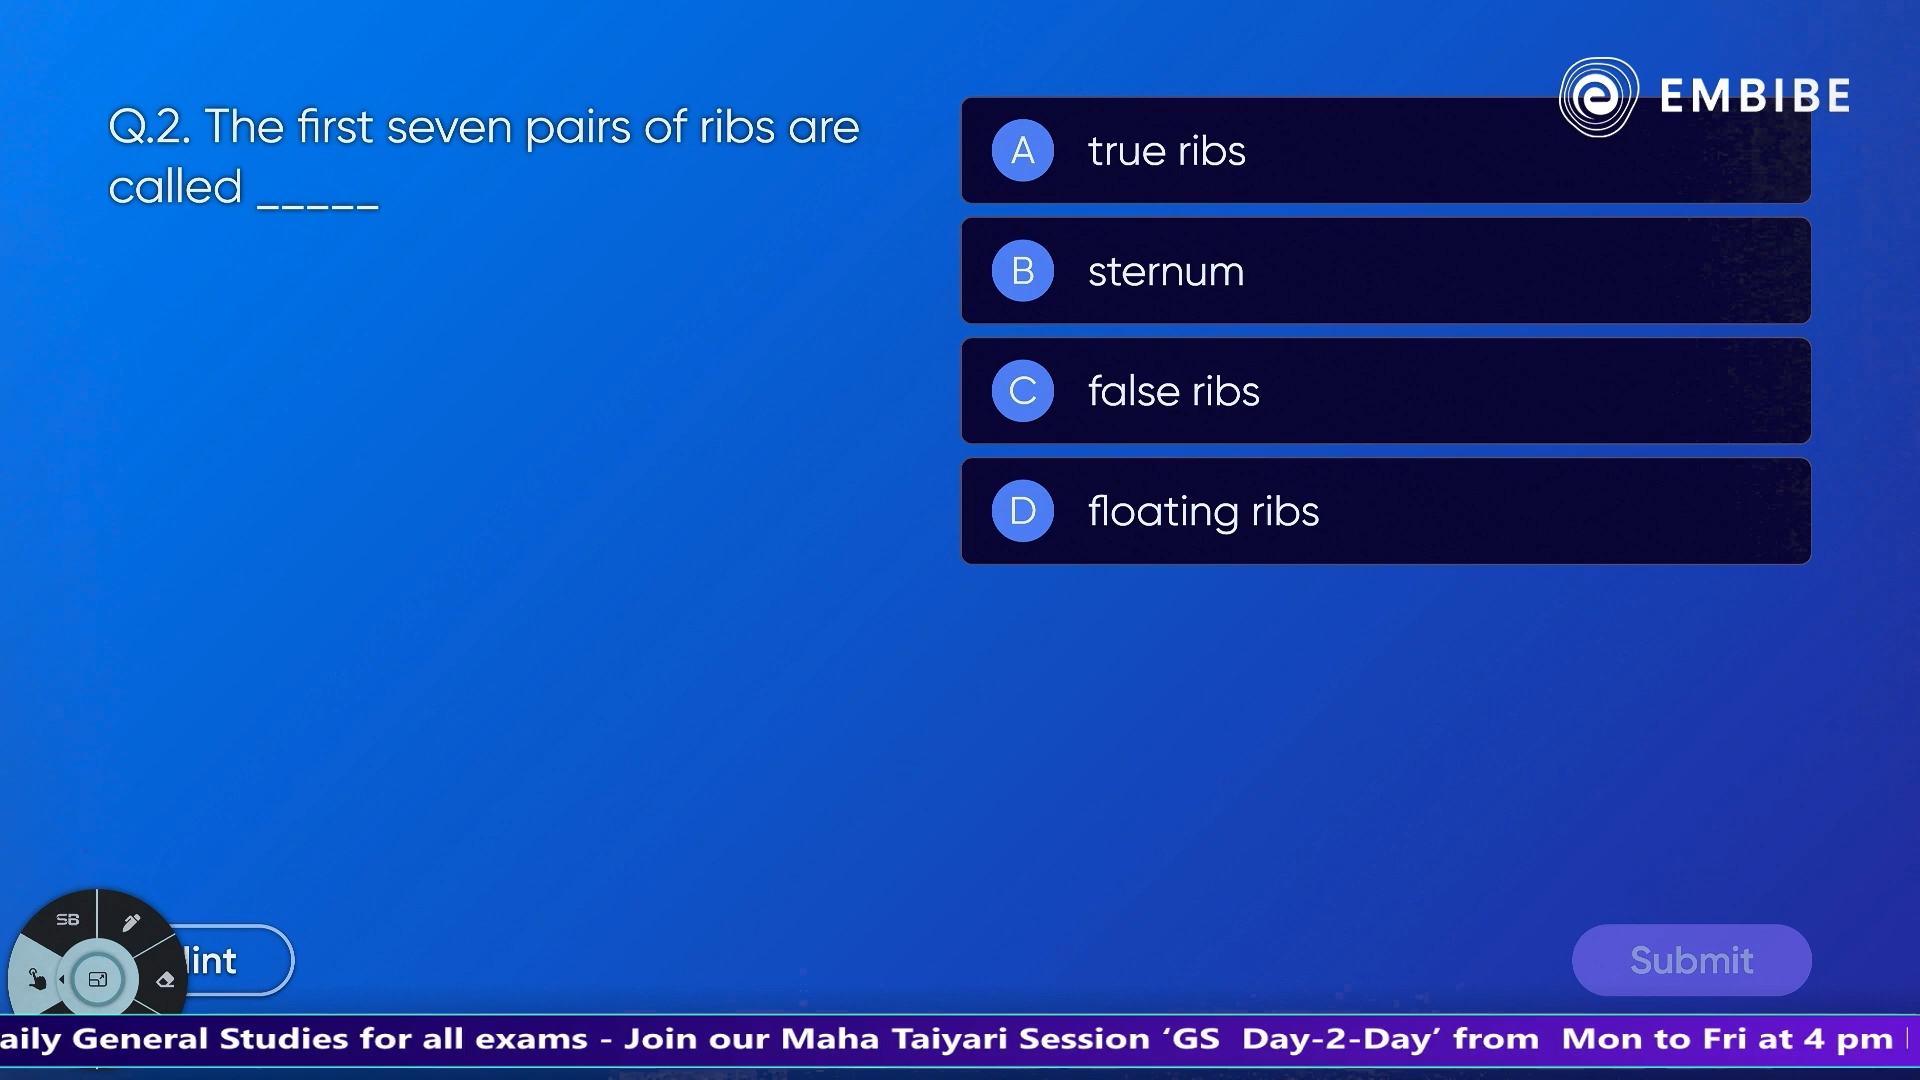 EMBIBE
Q.2. The first seven pairs of ribs are
called _____
A true ribs
B sternum
C false ribs
D floating ribs
SB
Submit
General Studies for all exams - Join our Maha Taiyari Session ‘GS Day-2-Day’ from Mon to Fri at 4 pm